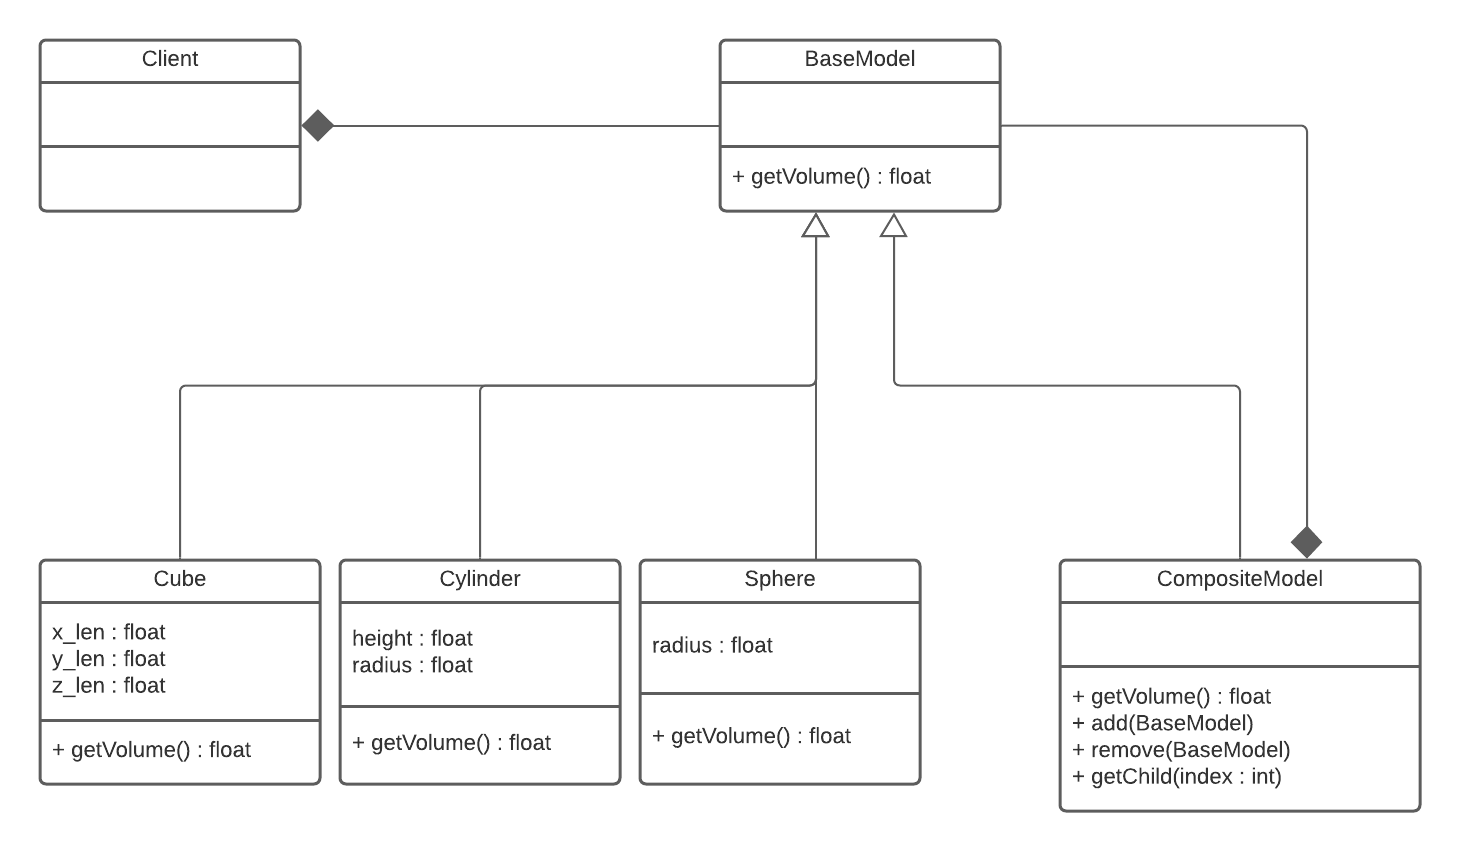 Client
BaseModel
+ getVolume() : float
Cube
x_len : float
y_len : float
z_len : float
+ getVolume() : float
Cylinder
height : float
radius : float
+ getVolume() : float
Sphere
radius : float
+ getVolume() : float
CompositeModel
+ getVolume() : float
+ add(BaseModel)
+ remove(BaseModel)
+ getChild(index : int)